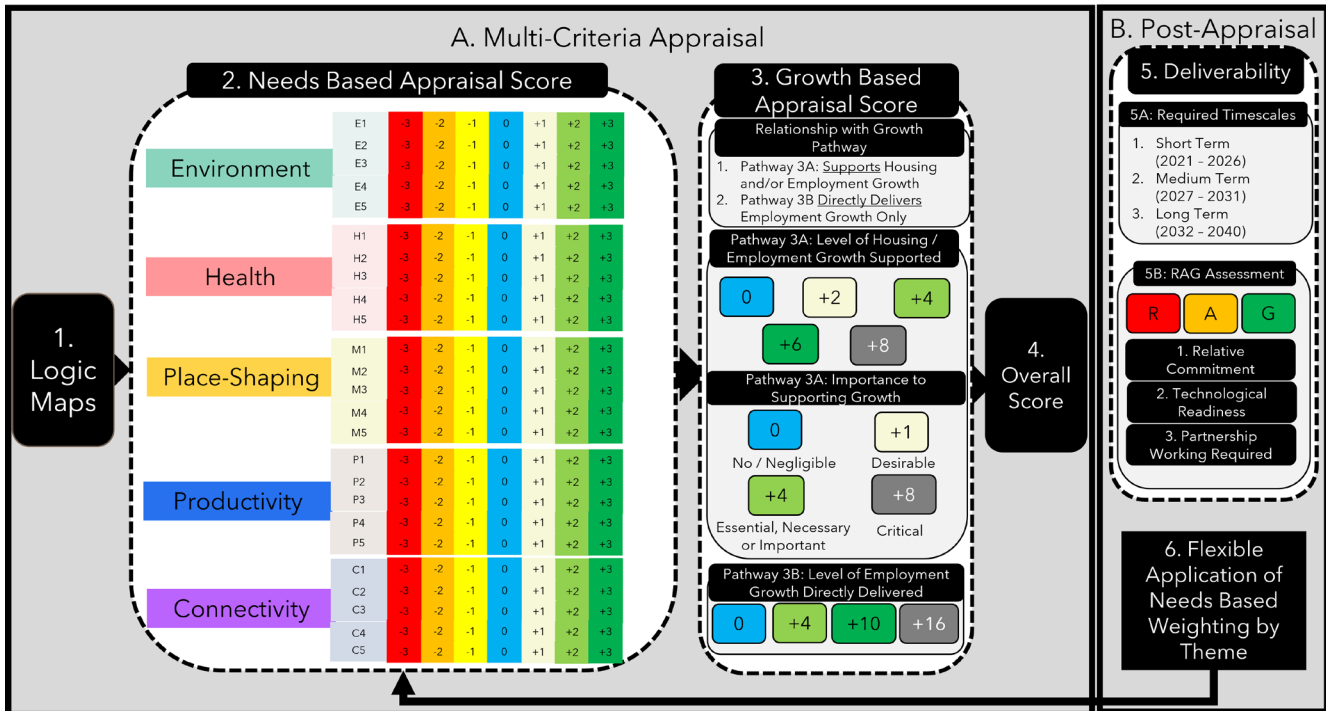 A. Multi-Criteria Appraisal
1.
Logic
Maps
2. Needs Based Appraisal Score
Environment
E1 -3 -2 -1 0 +1 +2 +3
E2 -3 -2 -1 0 +1 +2 +3
E3 -3 -2 -1 0 +1 +2 +3
E4 -3 -2 -1 0 +1 +2 +3
E5 -3 -2 -1 0 +1 +2 +3
Health
H1 -3 -2 -1 0 +1 +2 +3
H2 -3 -2 -1 0 +1 +2 +3
H3 -3 -2 -1 0 +1 +2 +3
H4 -3 -2 -1 0 +1 +2 +3
H5 -3 -2 -1 0 +1 +2 +3
Place-Shaping
M1 -3 -2 -1 0 +1 +2 +3
M2 -3 -2 -1 0 +1 +2 +3
M3 -3 -2 -1 0 +1 +2 +3
M4 -3 -2 -1 0 +1 +2 +3
M5 -3 -2 -1 0 +1 +2 +3
Productivity
P1 -3 -2 -1 0 +1 +2 +3
P2 -3 -2 -1 0 +1 +2 +3
P3 -3 -2 -1 0 +1 +2 +3
P4 -3 -2 -1 0 +1 +2 +3
P5 -3 -2 -1 0 +1 +2 +3
Connectivity
C1 -3 -2 -1 0 +1 +2 +3
C2 -3 -2 -1 0 +1 +2 +3
C3 -3 -2 -1 0 +1 +2 +3
C4 -3 -2 -1 0 +1 +2 +3
C5 -3 -2 -1 0 +1 +2 +3
3. Growth Based
Appraisal Score
Relationship with Growth
Pathway
1. Pathway 3A: Supports Housing
and/or Employment Growth
2. Pathway 3B Directly Delivers
Employment Growth Only
Pathway 3A: Level of Housing /
Employment Growth Supported
0 +2 +4
+6 +8
Pathway 3A: Importance to
Supporting Growth
0 +1
No / Negligible Desirable
+4 +8
Essential, Necessary Critical
or Important
Pathway 3B: Level of Employment
Growth Directly Delivered
0 +4 +10 +16
4.
Overall
Score
B. Post-Appraisal
5. Deliverability
5A: Required Timescales
1. Short Term
(2021 - 2026)
2. Medium Term
(2027 - 2031)
3. Long Term
(2032 - 2040)
5B: RAG Assessment
R A G
1. Relative
Commitment
2. Technological
Readiness
3. Partnership
Working Required
6. Flexible
Application of
Needs Based
Weighting by
Theme